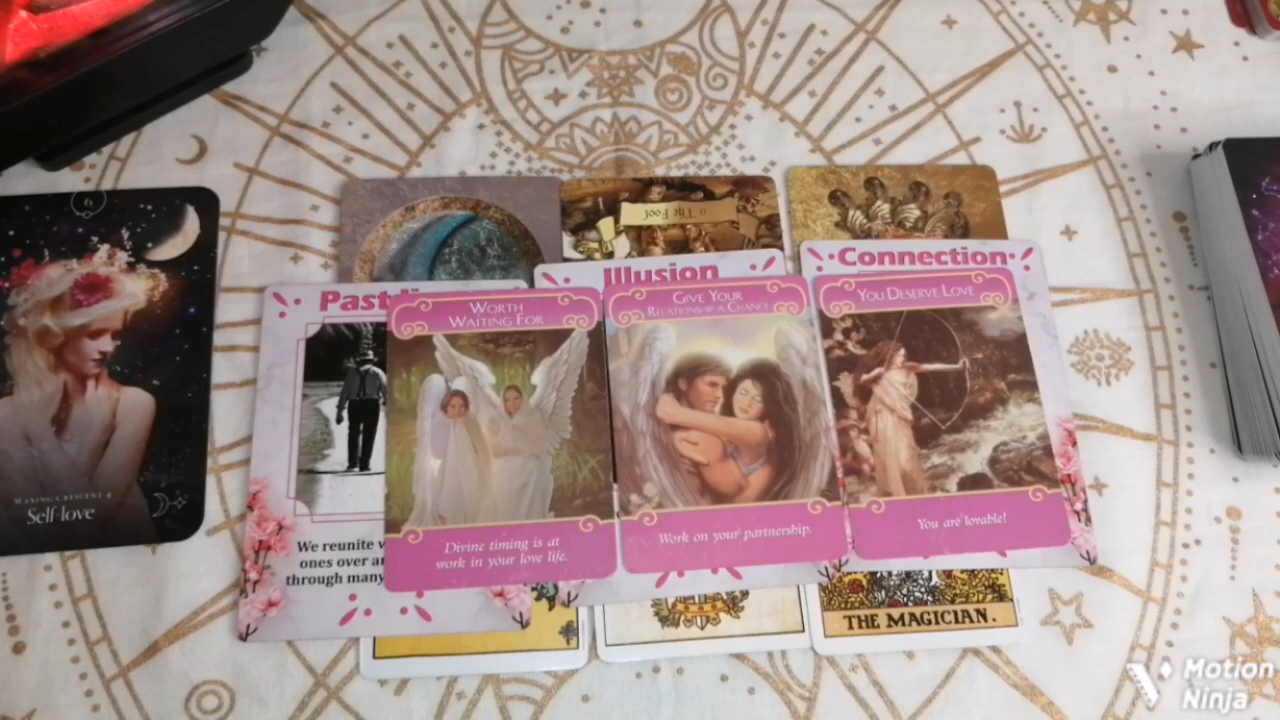 6
WAXING CRESCENT 4
Self-love
0 The Fool
Illusion
Connection
Past
WORTH
WAITING FOR
GIVE YOUR
RELATIONSHIP A CHANCE
YOU DESERVE LOVE
We reunite
ones over
through many
Divine timing is at
work in your love life.
Work on your partnership.
You are lovable!
THE MAGICIAN.
Motion
Ninja